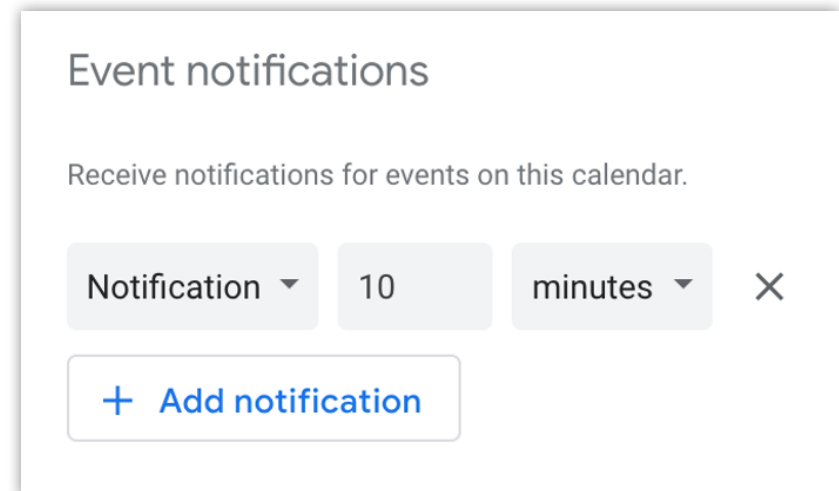 Event notifications
Receive notifications for events on this calendar.
Notification 10 minutes
+ Add notification